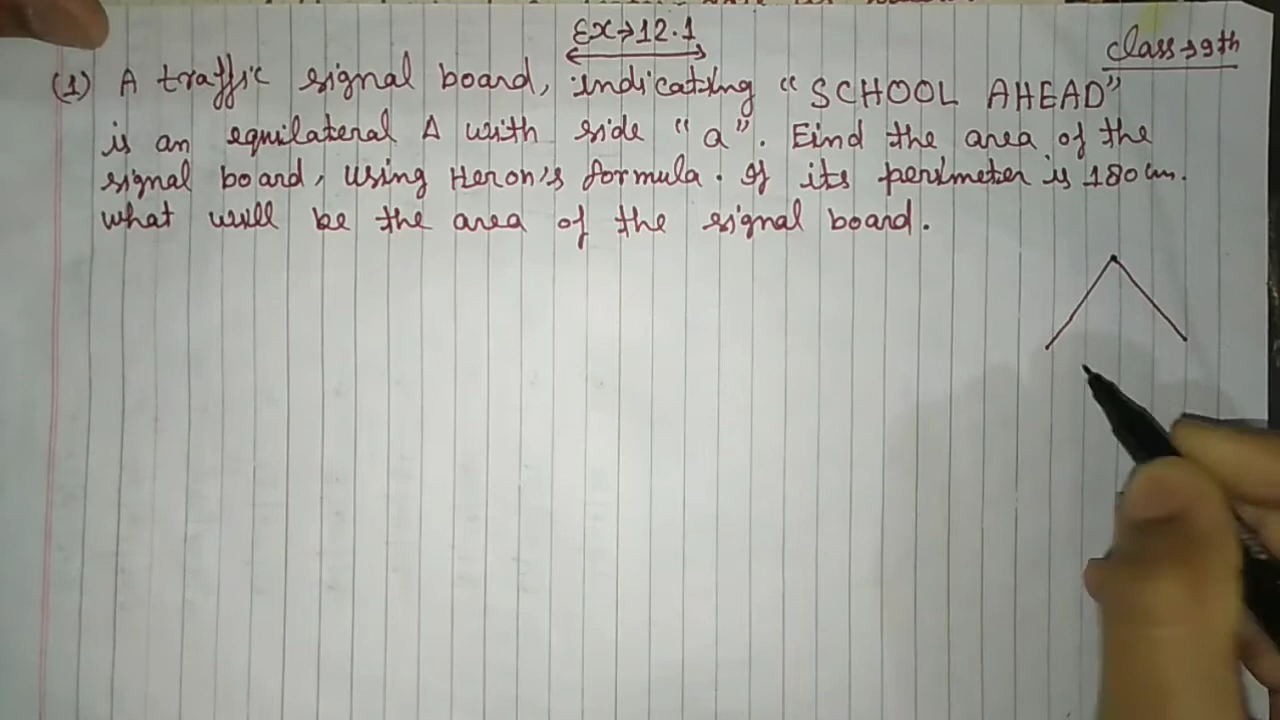 Ex→12.1
Class→9th
(1) A traffic signal board, indicating "SCHOOL AHEAD"
is an equilateral Δ with side "a". Find the area of the
signal board, using Heron's formula. If its perimeter is 180cm.
what will be the area of the signal board.